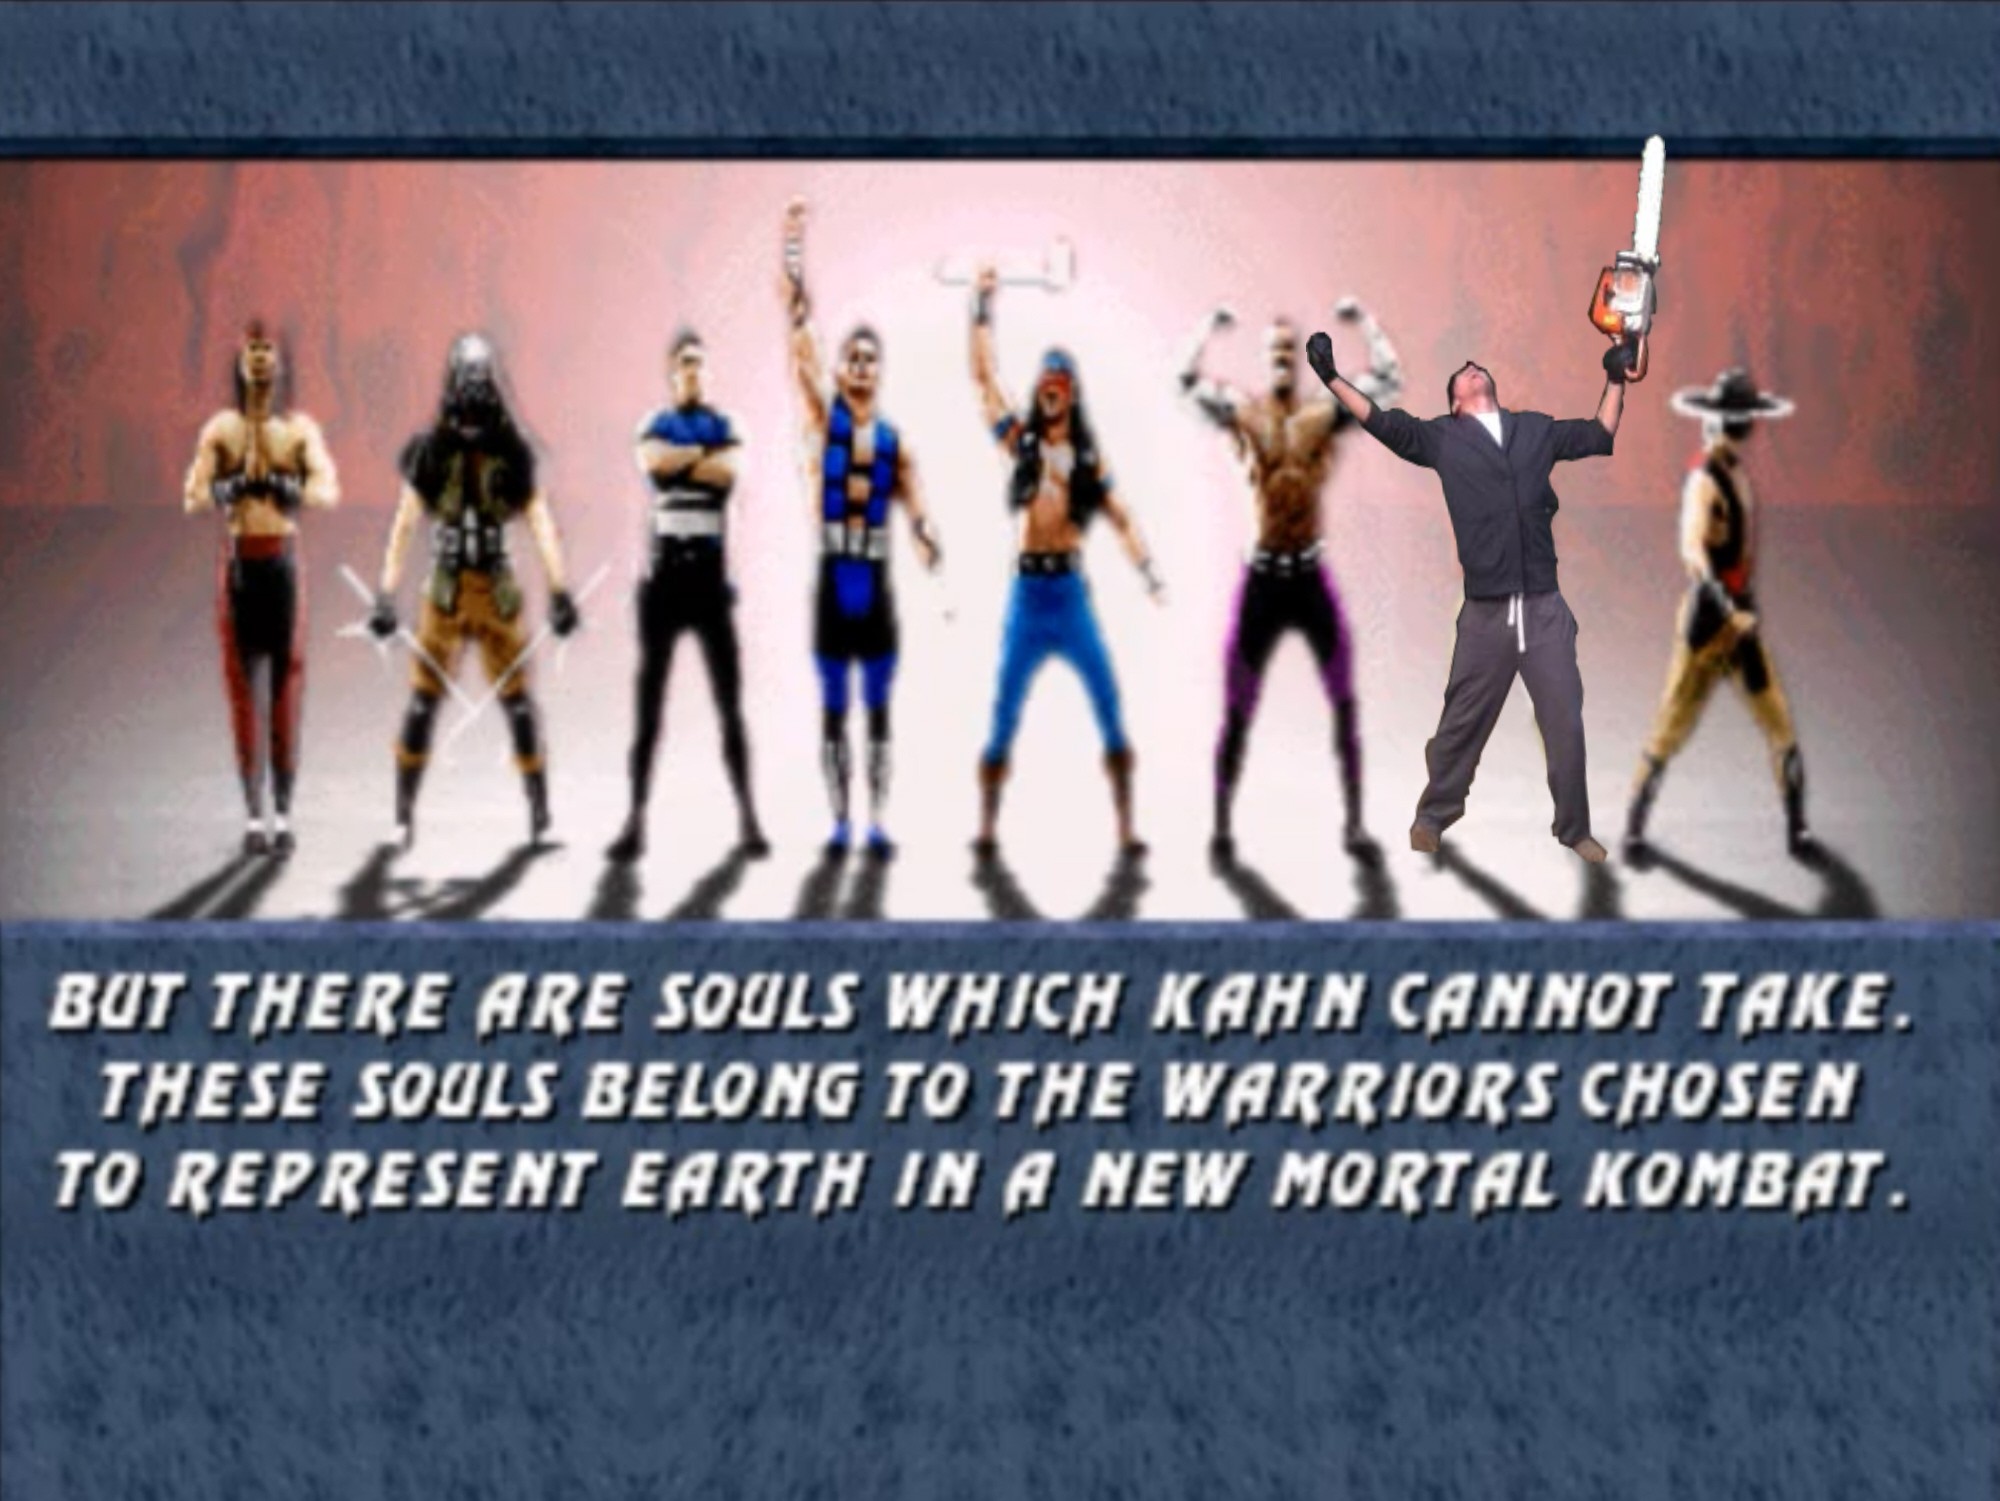 BUT THERE ARE SOULS WHICH KAHN CANNOT TAKE.
THESE SOULS BELONG TO THE WARRIORS CHOSEN
TO REPRESENT EARTH IN A NEW MORTAL KOMBAT.